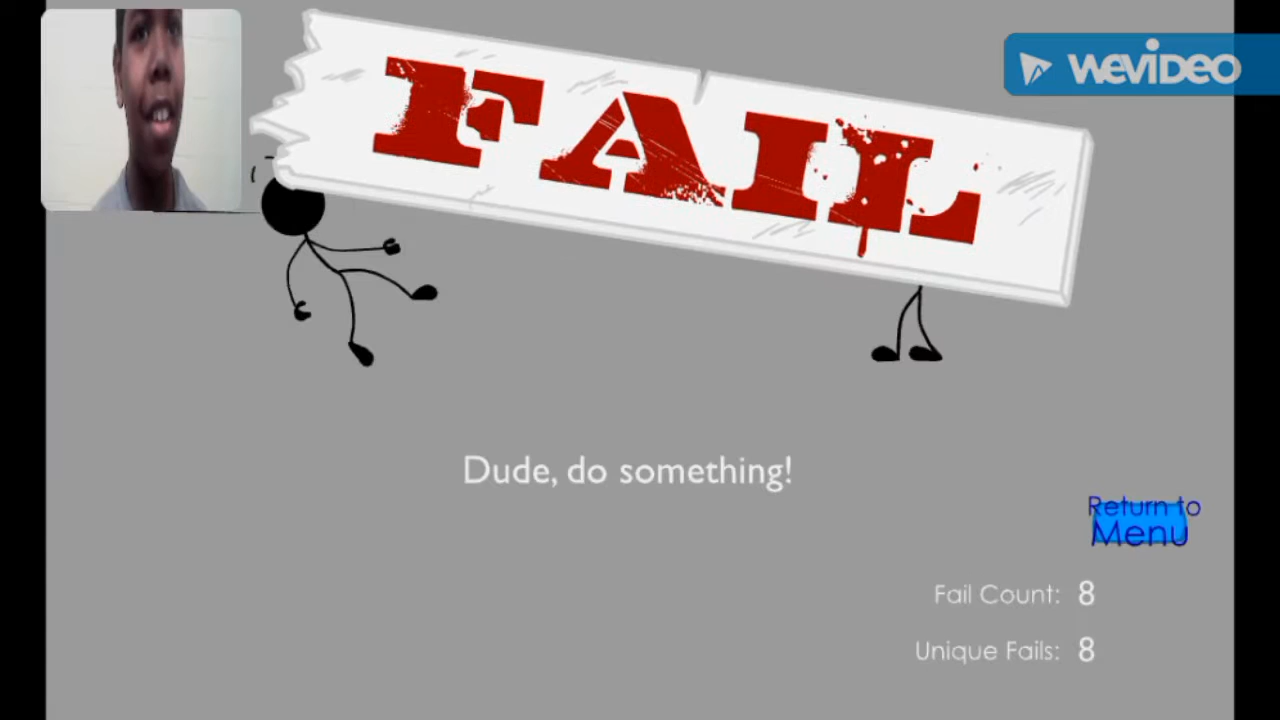 WEVIDEO
FAIL
Dude, do something!
Return to
Menu
Fail Count: 8
Unique Fails: 8